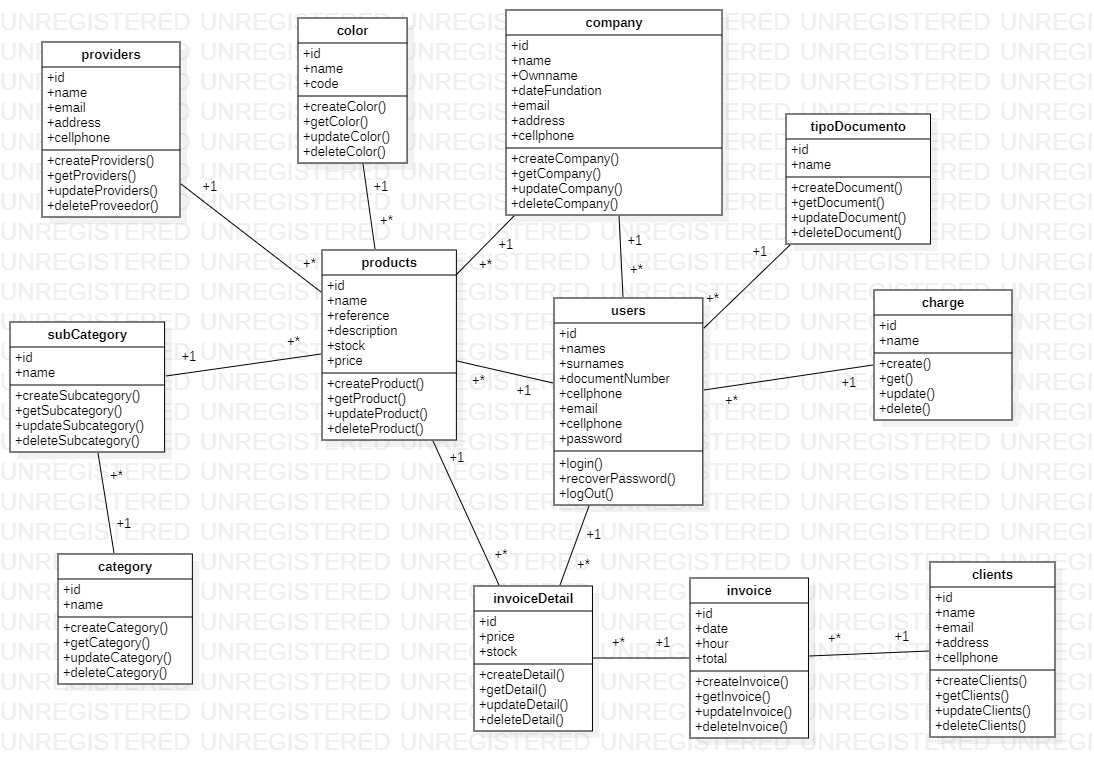 providers
+id
+name
+email
+address
+cellphone
+createProviders()
+getProviders()
+updateProviders()
+deleteProveedor()
color
+id
+name
+code
+createColor()
+getColor()
+updateColor()
+deleteColor()
company
+id
+name
+Ownname
+dateFundation
+email
+address
+cellphone
+createCompany()
+getCompany()
+updateCompany()
+deleteCompany()
tipoDocumento
+id
+name
+createDocument()
+getDocument()
+updateDocument()
+deleteDocument()
+1
+*
+1
+*
+1
+*
+1
+*
+1
+*
products
+id
+name
+reference
+description
+stock
+price
+createProduct()
+getProduct()
+updateProduct()
+deleteProduct()
users
+id
+names
+surnames
+documentNumber
+cellphone
+email
+cellphone
+password
+login()
+recoverPassword()
+logOut()
charge
+id
+name
+create()
+get()
+update()
+delete()
subCategory
+id
+name
+createSubcategory()
+getSubcategory()
+updateSubcategory()
+deleteSubcategory()
+1
+*
+*
+1
+*
+1
+*
+1
+1
+*
+1
+*
category
+id
+name
+createCategory()
+getCategory()
+updateCategory()
+deleteCategory()
invoiceDetail
+id
+price
+stock
+createDetail()
+getDetail()
+updateDetail()
+deleteDetail()
+*
+1
invoice
+id
+date
+hour
+total
+createInvoice()
+getInvoice()
+updateInvoice()
+deleteInvoice()
+*
+1
clients
+id
+name
+email
+address
+cellphone
+createClients()
+getClients()
+updateClients()
+deleteClients()
UNREGISTERED